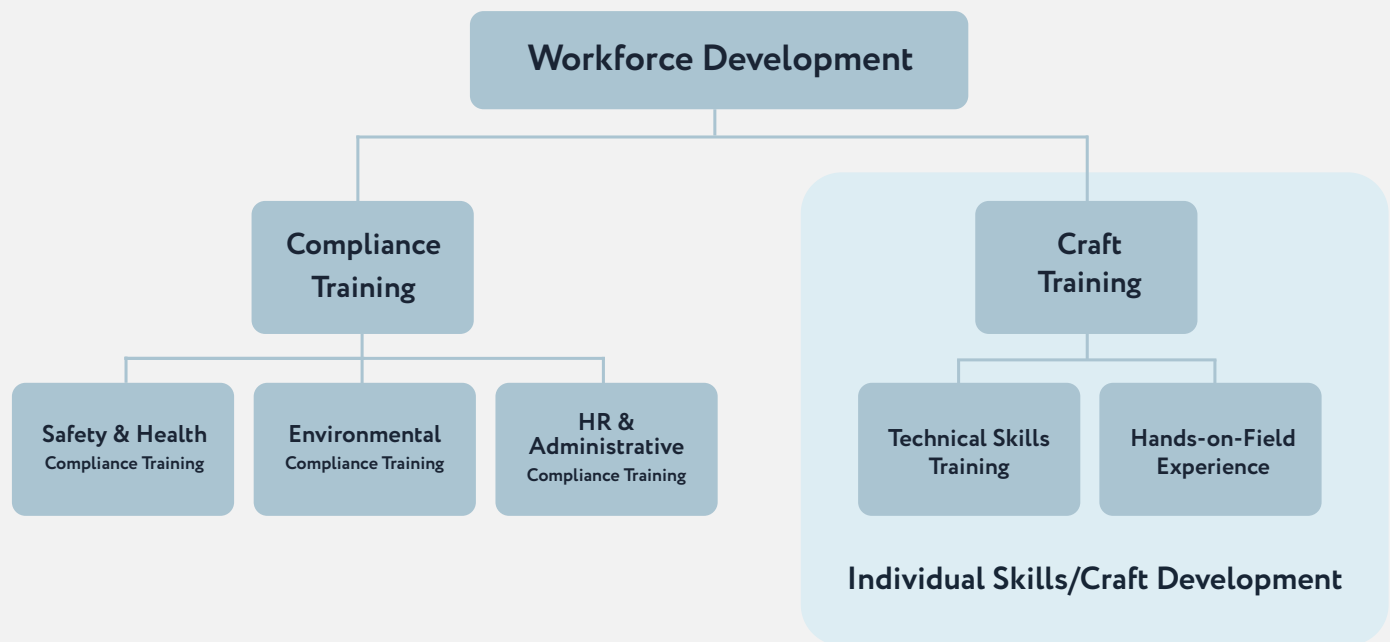 Workforce Development
Compliance
Training
Craft
Training
Safety & Health
Compliance Training
Environmental
Compliance Training
HR &
Administrative
Compliance Training
Technical Skills
Training
Hands-on-Field
Experience
Individual Skills/Craft Development